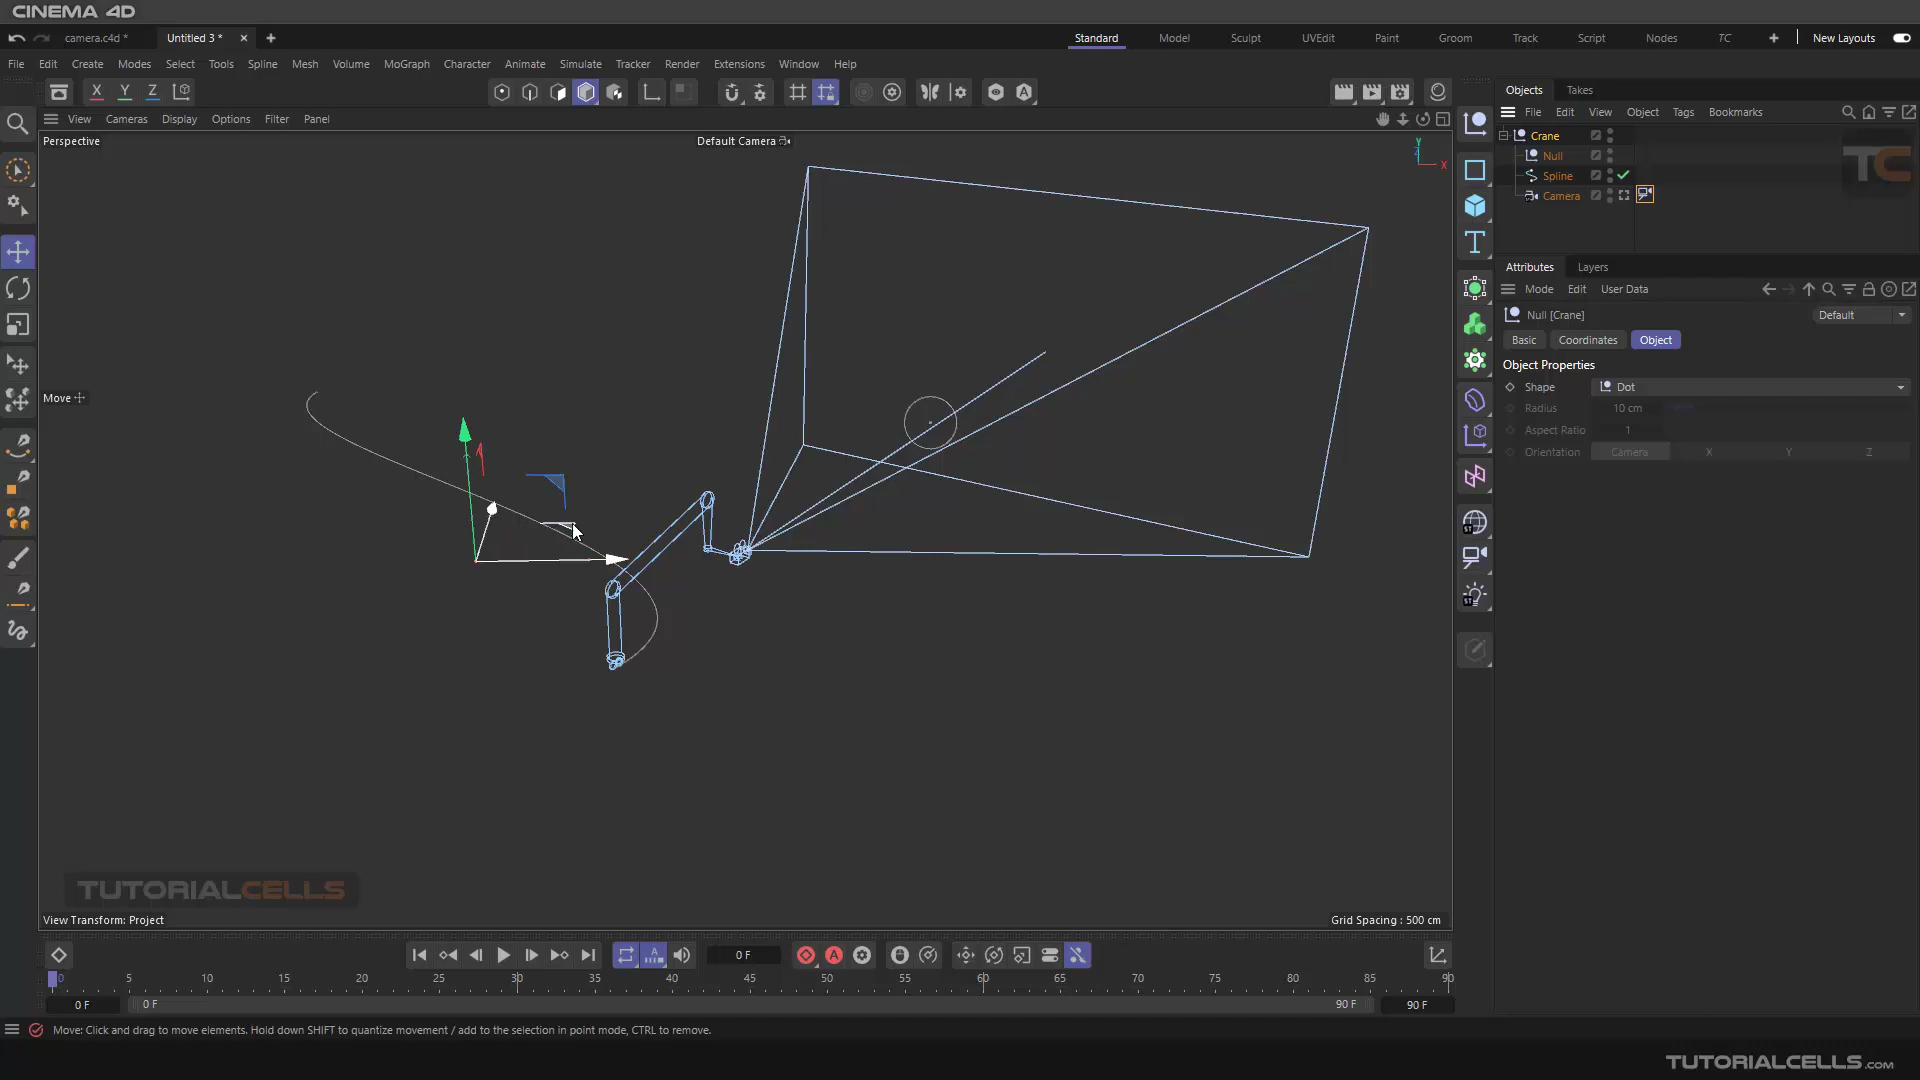 CINEMA 4D
camera.c4d *
Untitled 3 *
Standard
Model
Sculpt
UVEdit
Paint
Groom
Track
Script
Nodes
TC
New Layouts
File Edit Create Modes Select Tools Spline Mesh Volume MoGraph Character Animate Simulate Tracker Render Extensions Window Help
X Y Z
Objects Takes
View Cameras Display Options Filter Panel
File Edit View Object Tags Bookmarks
Perspective
Default Camera
Y
Z
X
Crane
Null
Spline
Camera
TC
Attributes Layers
Mode Edit User Data
Null [Crane]
Default
Basic Coordinates Object
Object Properties
Shape Dot
Radius 10 cm
Aspect Ratio 1
Orientation Camera X Y Z
Move
ST
ST
TUTORIALCELLS
View Transform: Project
Grid Spacing : 500 cm
0 F
0 5 10 15 20 25 30 35 40 45 50 55 60 65 70 75 80 85 90
0 F
0 F
90 F
90 F
Move: Click and drag to move elements. Hold down SHIFT to quantize movement / add to the selection in point mode, CTRL to remove.
TUTORIALCELLS.com